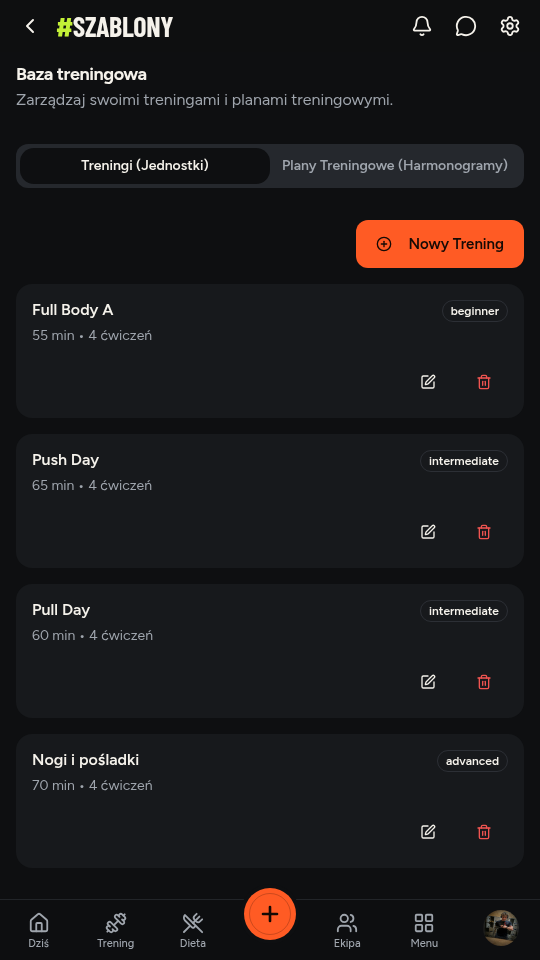 #SZABLONY
Baza treningowa
Zarządzaj swoimi treningami i planami treningowymi.
Treningi (Jednostki)
Plany Treningowe (Harmonogramy)
Nowy Trening
Full Body A
beginner
55 min • 4 ćwiczeń
Push Day
intermediate
65 min • 4 ćwiczeń
Pull Day
intermediate
60 min • 4 ćwiczeń
Nogi i pośladki
advanced
70 min • 4 ćwiczeń
Dziś
Trening
Dieta
Ekipa
Menu